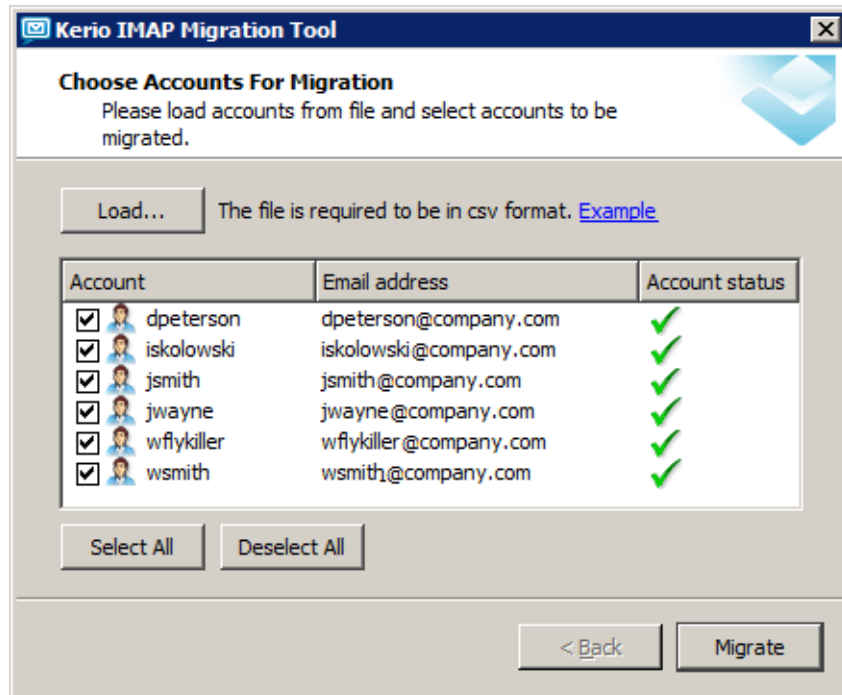 Kerio IMAP Migration Tool
Choose Accounts For Migration
Please load accounts from file and select accounts to be
migrated.
Load... The file is required to be in csv format. Example
Account Email address Account status
dpeterson dpeterson@company.com
iskolowski iskolowski@company.com
jsmith jsmith@company.com
jwayne jwayne@company.com
wflykiller wflykiller@company.com
wsmith wsmith@company.com
Select All Deselect All
< Back Migrate